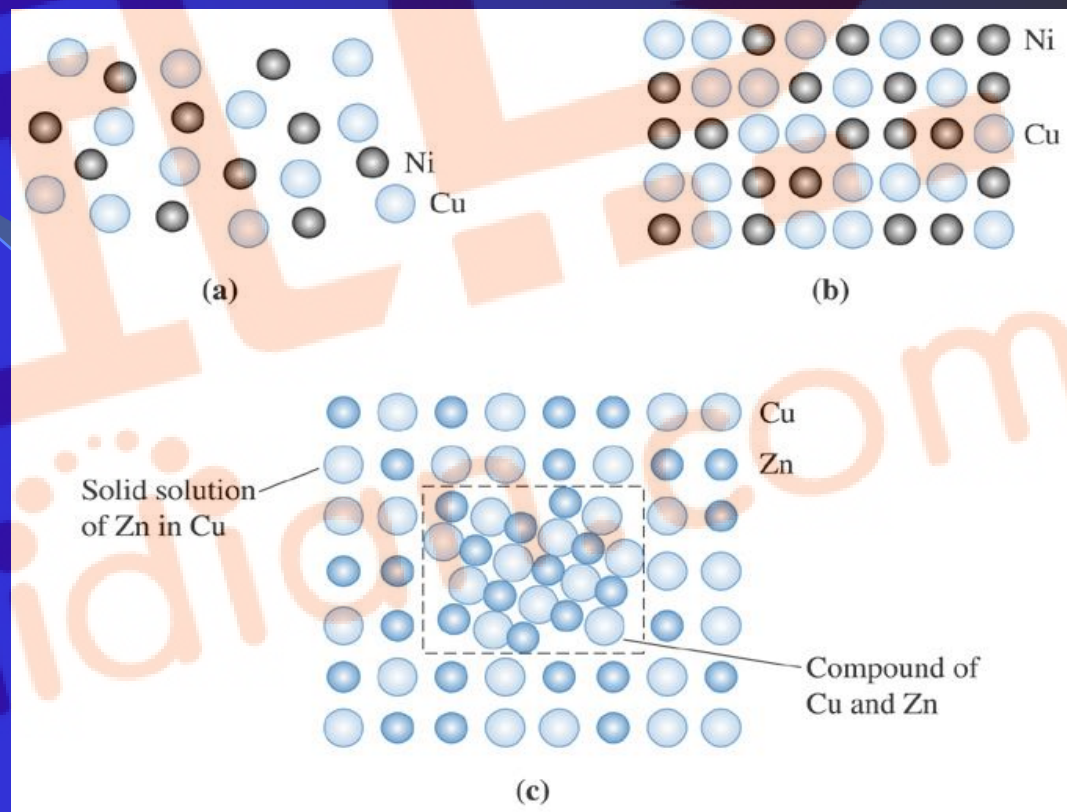 Ni
Cu
(a)
Ni
Cu
(b)
Cu
Zn
Solid solution
of Zn in Cu
Compound of
Cu and Zn
(c)